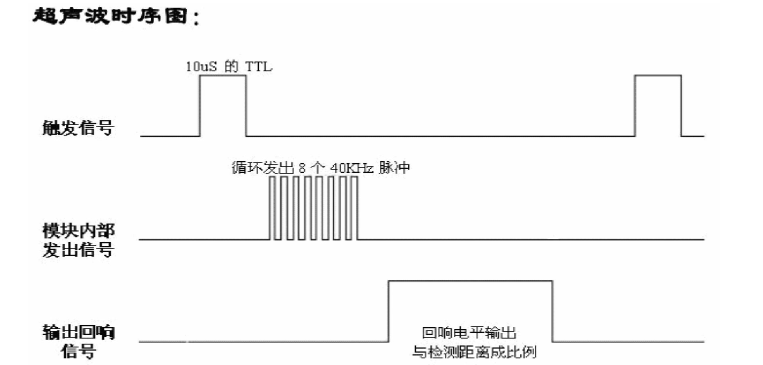 超声波时序图：
10uS 的 TTL
触发信号
循环发出 8 个 40KHz 脉冲
模块内部
发出信号
输出回响
信号
回响电平输出
与检测距离成比例